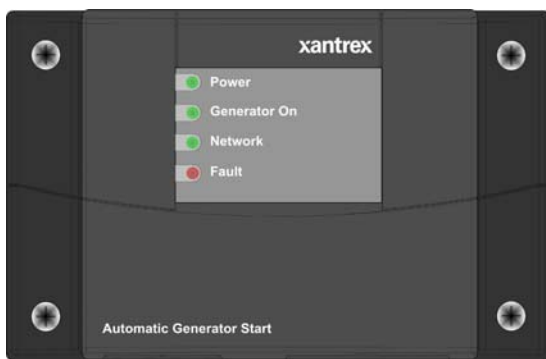 xantrex
Power
Generator On
Network
Fault
Automatic Generator Start